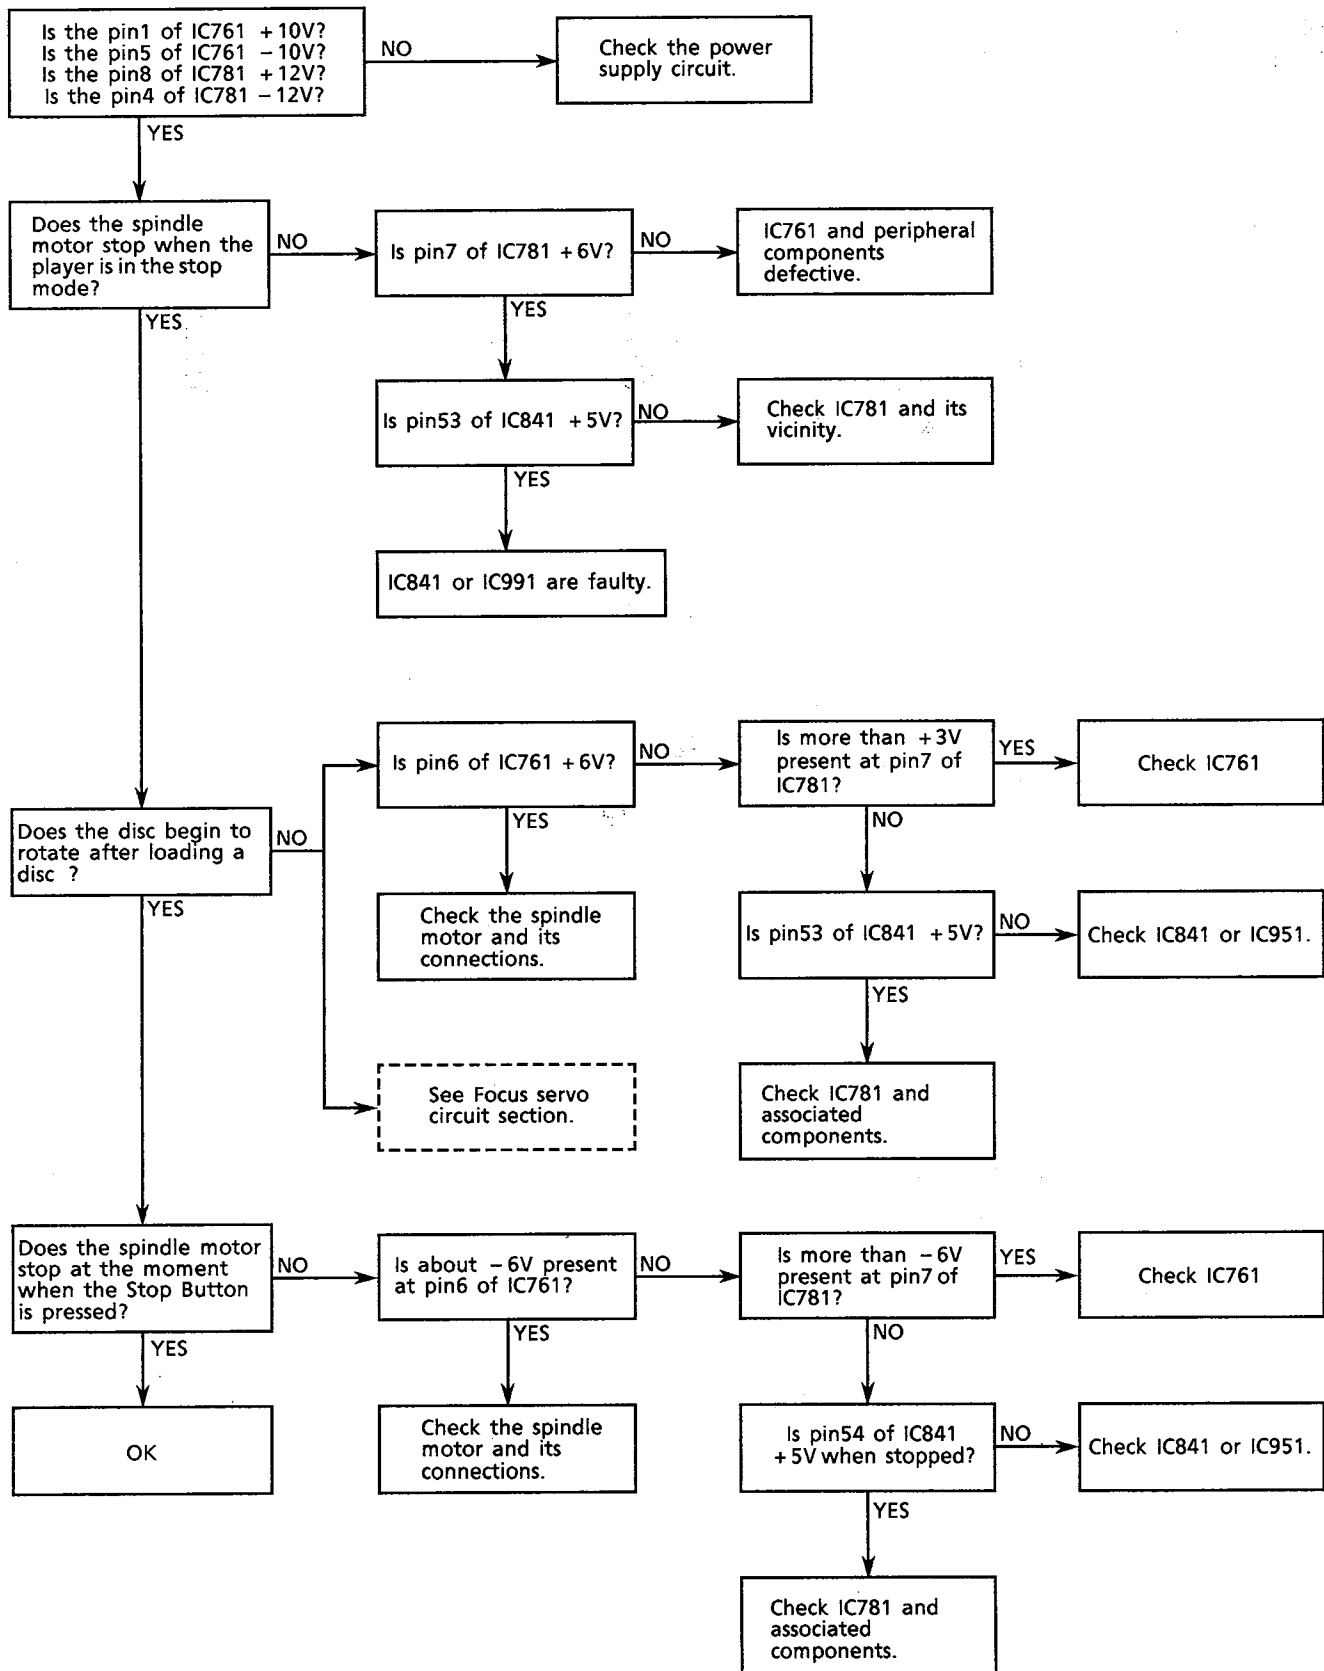 Is the pin1 of IC761 +10V?
Is the pin5 of IC761 −10V?
Is the pin8 of IC781 +12V?
Is the pin4 of IC781 −12V?
NO
Check the power
supply circuit.
YES
Does the spindle
motor stop when the
player is in the stop
mode?
NO
Is pin7 of IC781 +6V?
NO
IC761 and peripheral
components
defective.
YES
YES
Is pin53 of IC841 +5V?
NO
Check IC781 and its
vicinity.
YES
IC841 or IC991 are faulty.
Is pin6 of IC761 +6V?
NO
Is more than +3V
present at pin7 of
IC781?
YES
Check IC761
Does the disc begin to
rotate after loading a
disc ?
NO
YES
NO
YES
Check the spindle
motor and its
connections.
Is pin53 of IC841 +5V?
NO
Check IC841 or IC951.
YES
See Focus servo
circuit section.
Check IC781 and
associated
components.
Does the spindle motor
stop at the moment
when the Stop Button
is pressed?
NO
Is about −6V present
at pin6 of IC761?
NO
Is more than −6V
present at pin7 of
IC781?
YES
Check IC761
YES
YES
NO
OK
Check the spindle
motor and its
connections.
Is pin54 of IC841
+5V when stopped?
NO
Check IC841 or IC951.
YES
Check IC781 and
associated
components.